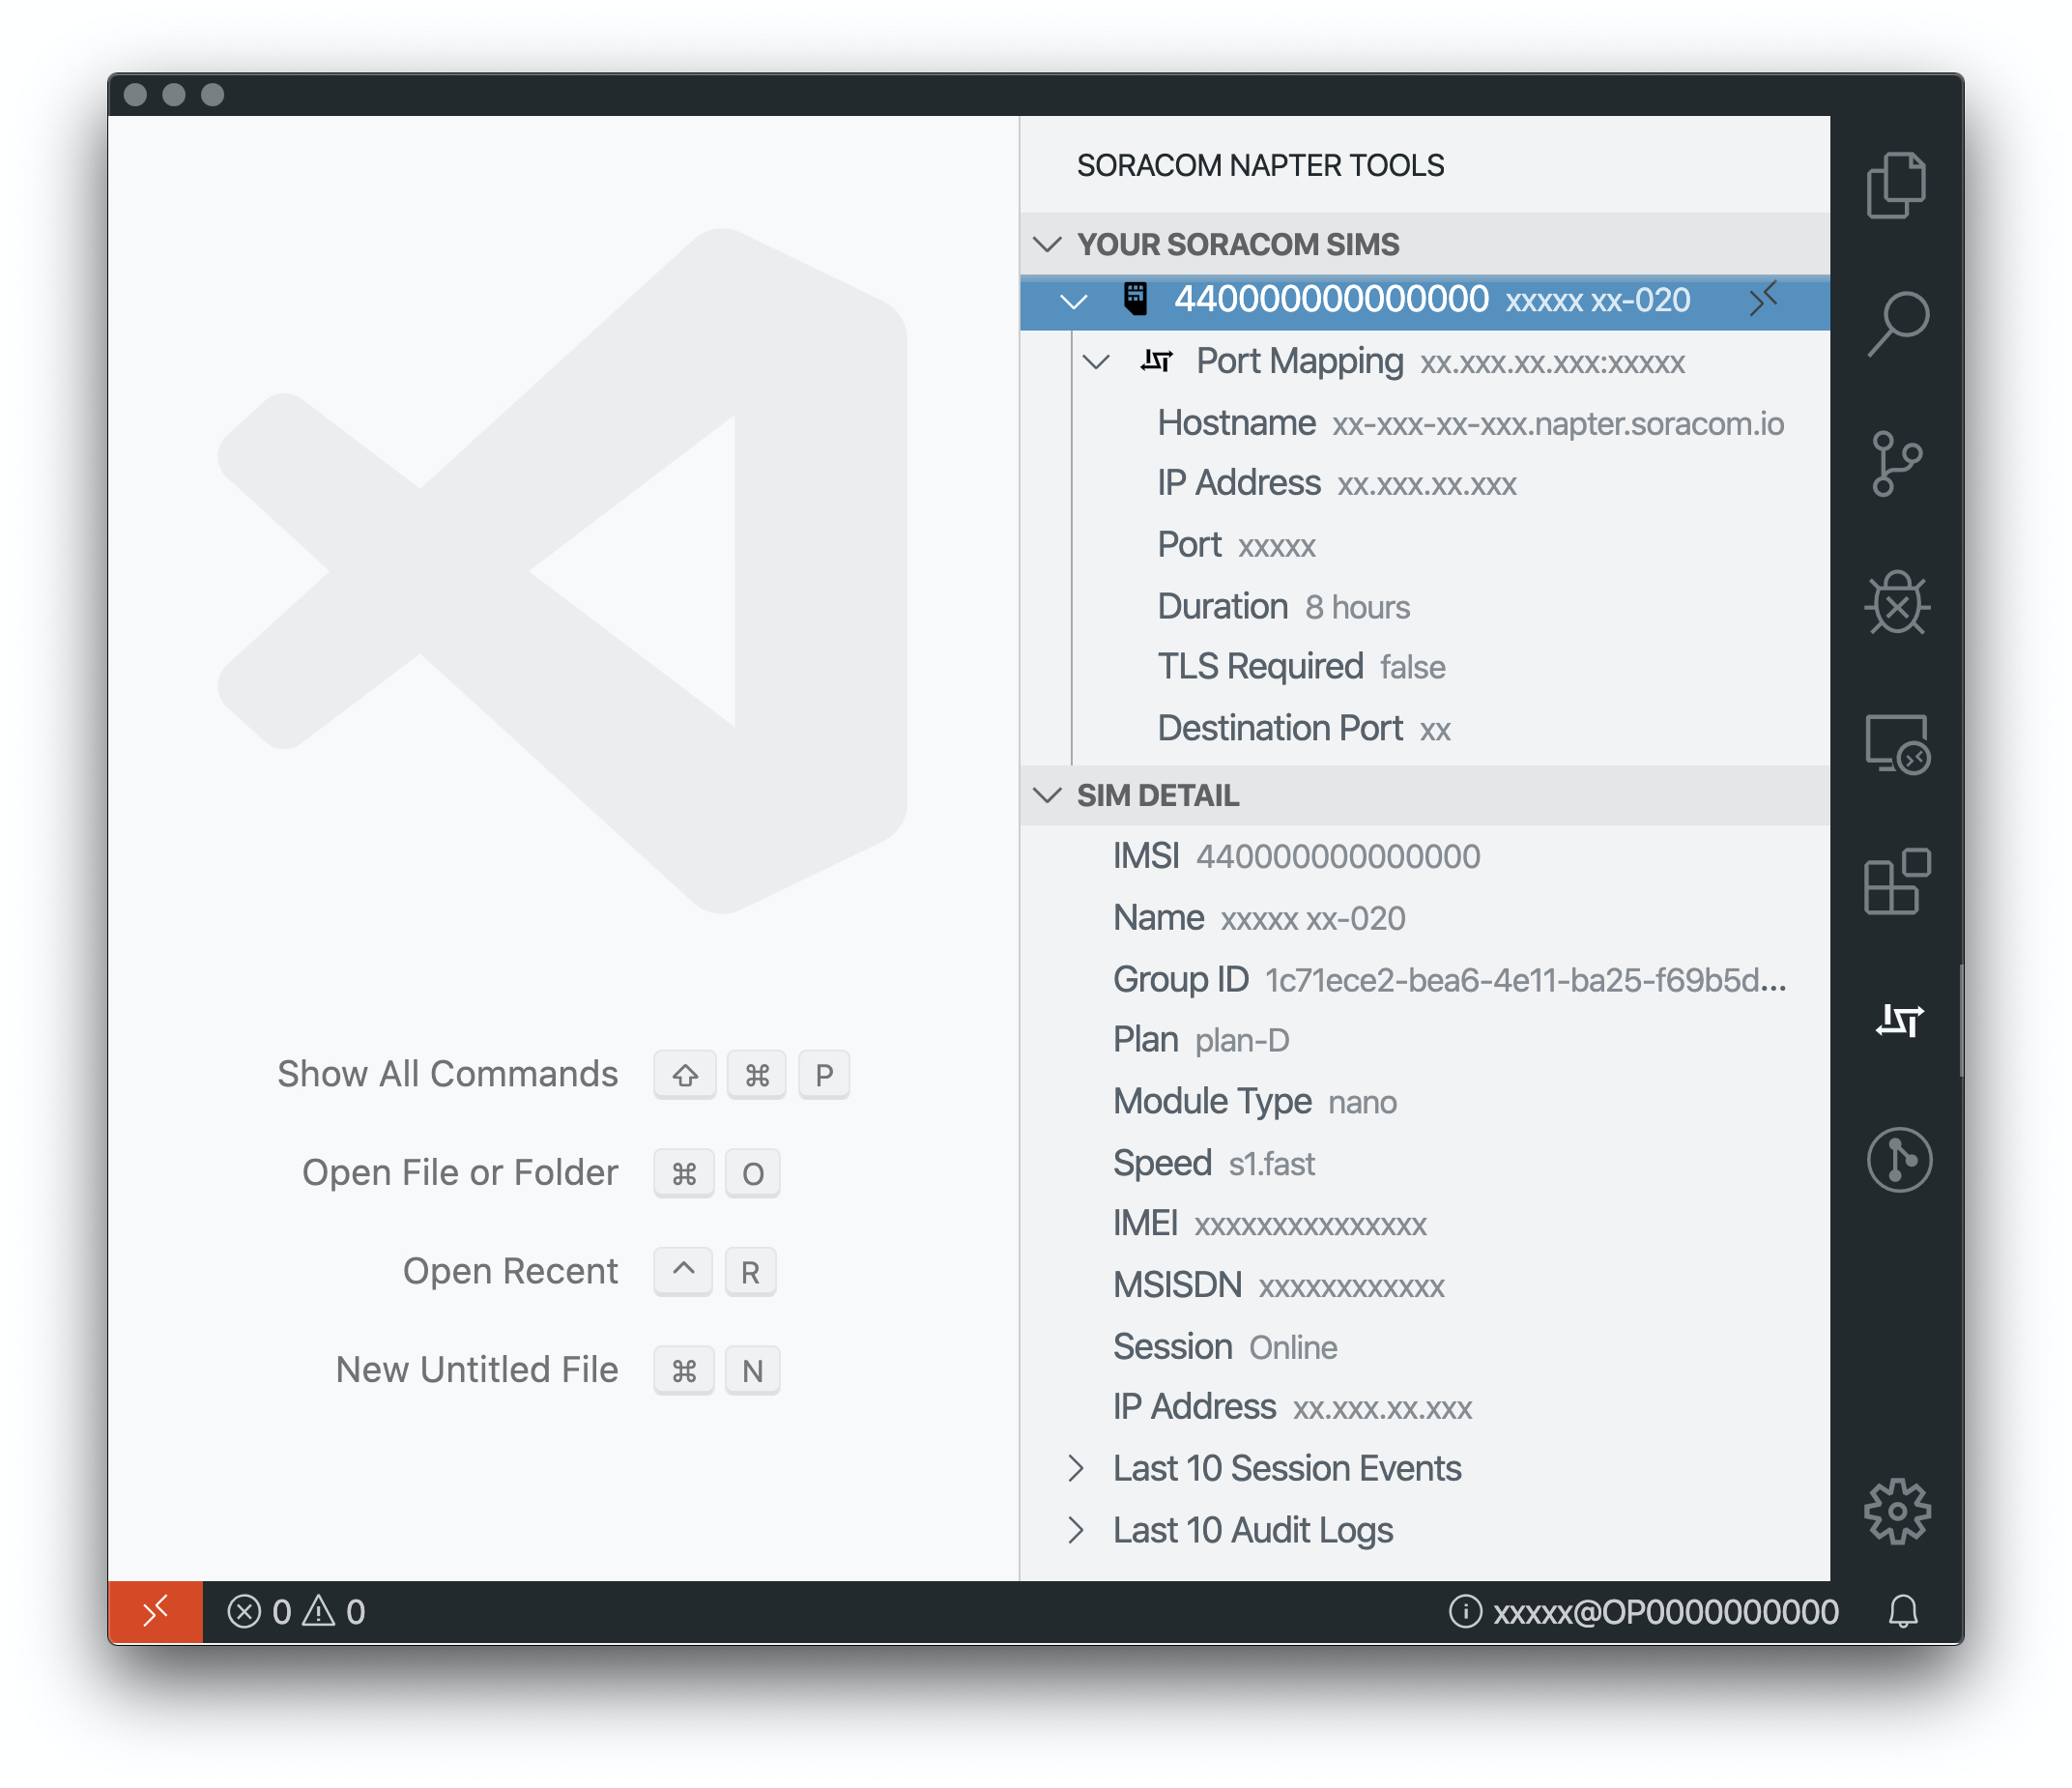 SORACOM NAPTER TOOLS
YOUR SORACOM SIMS
440000000000000 xxxxx xx-020
Port Mapping xx.xxx.xx.xxx:xxxxx
Hostname xx-xxx-xx-xxx.napter.soracom.io
IP Address xx.xxx.xx.xxx
Port xxxxx
Duration 8 hours
TLS Required false
Destination Port xx
SIM DETAIL
IMSI 440000000000000
Name xxxxx xx-020
Group ID 1c71ece2-bea6-4e11-ba25-f69b5d...
Plan plan-D
Module Type nano
Speed s1.fast
IMEI xxxxxxxxxxxxxxx
MSISDN xxxxxxxxxxxx
Session Online
IP Address xx.xxx.xx.xxx
Last 10 Session Events
Last 10 Audit Logs
Show All Commands ⇧ ⌘ P
Open File or Folder ⌘ O
Open Recent ^ R
New Untitled File ⌘ N
0 0
xxxxx@OP0000000000